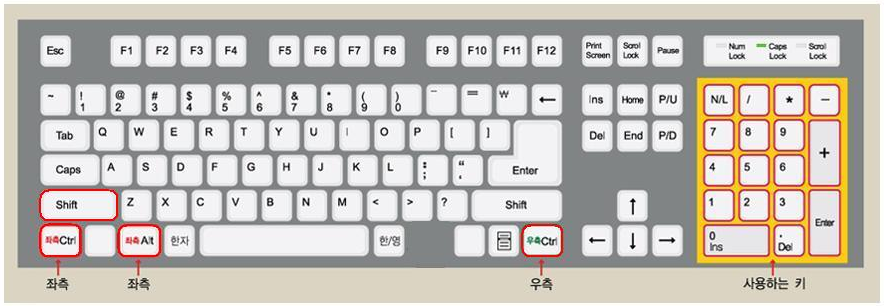 Esc F1 F2 F3 F4 F5 F6 F7 F8 F9 F10 F11 F12 Print Screen Scrol Lock Pause Num Lock Caps Lock Scrol Lock
~ ! 1 @ 2 # 3 $ 4 % 5 ^ 6 & 7 * 8 ( 9 ) 0 - = ₩ ← Ins Home P/U N/L / * -
Tab Q W E R T Y U I O P [ ] Del End P/D 7 8 9 +
Caps A S D F G H J K L : ; “ ‘ Enter 4 5 6
Shift Z X C V B N M < > ? Shift ↑ 1 2 3 Enter
좌측Ctrl 좌측Alt 한자 한/영 우측Ctrl ← ↓ → 0 Ins . Del
좌측 좌측 우측 사용하는 키